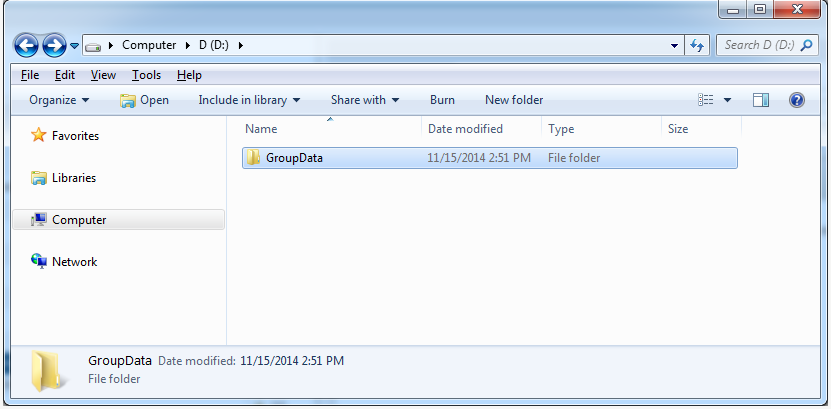 Computer D (D:) Search D (D:)
File Edit View Tools Help
Organize Open Include in library Share with Burn New folder
Name Date modified Type Size
Favorites
GroupData 11/15/2014 2:51 PM File folder
Libraries
Computer
Network
GroupData Date modified: 11/15/2014 2:51 PM
File folder